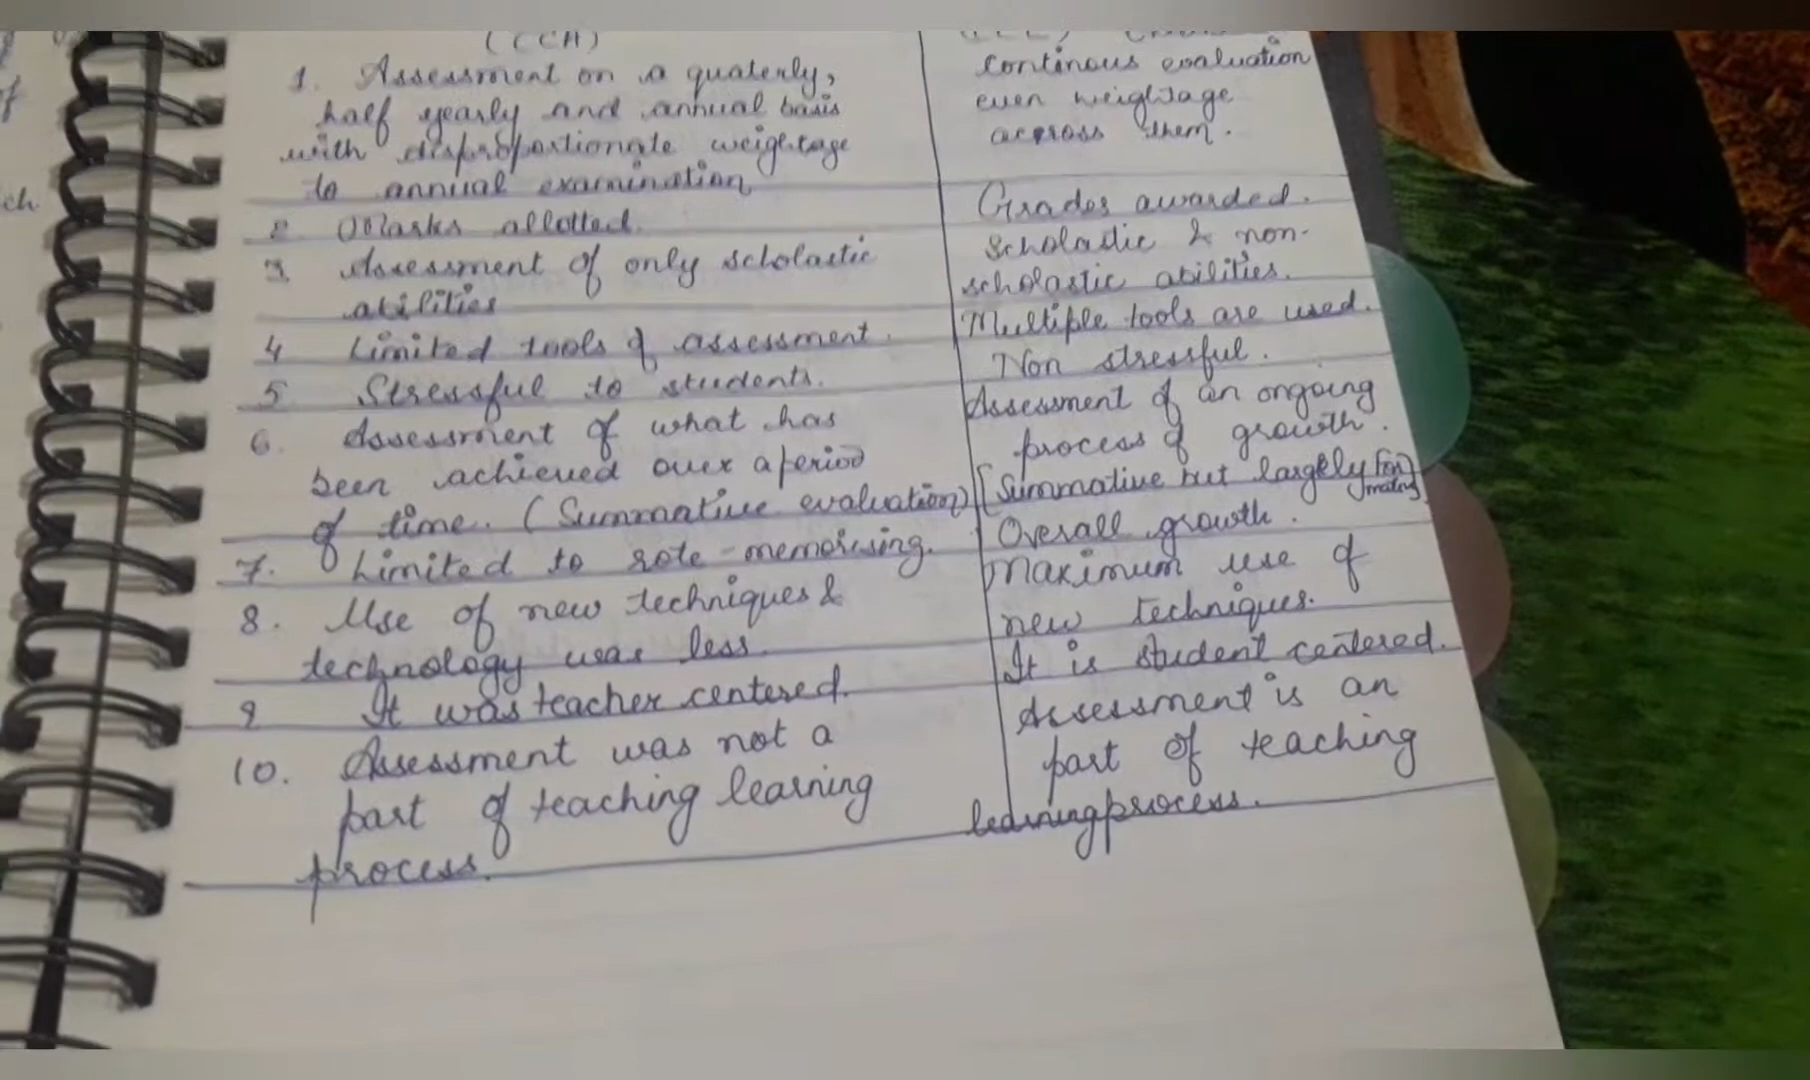 (CCA)
1. Assessment on a quaterly,
half yearly and annual basis
with disproportionate weightage
to annual examination
2 Marks allotted.
3. Assessment of only scholastic
abilities
4 Limited tools of assessment.
5 Stressful to students.
6. Assessment of what has
been achieved over a period
of time. (Summative evaluation)
7. Limited to rote-memorising.
8. Use of new techniques &
technology was less.
9 It was teacher centered.
10. Assessment was not a
part of teaching learning
process.
continous evaluation
even weightage
across them.
Grades awarded.
Scholastic & non-
scholastic abilities.
Multiple tools are used.
Non stressful.
Assessment of an ongoing
process of growth.
(Summative but largely For
mative)
Overall growth.
Maximum use of
new techniques.
It is student centered.
Assessment is an
part of teaching
learning process.
ch